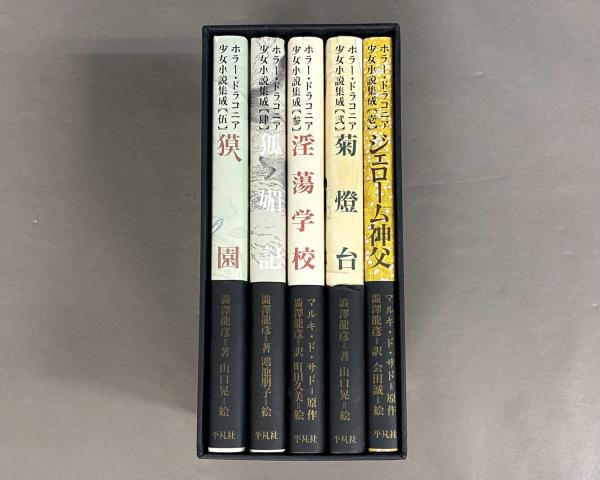 ホラー・ドラコニア
少女小説集成【壱】
ジェローム神父
マルキ・ド・サド＝原作
澁澤龍彦＝訳 会田誠＝絵
平凡社
ホラー・ドラコニア
少女小説集成【弐】
菊燈台
澁澤龍彦＝著 山口晃＝絵
平凡社
ホラー・ドラコニア
少女小説集成【参】
淫蕩学校
マルキ・ド・サド＝原作
澁澤龍彦＝訳 町田久美＝絵
平凡社
ホラー・ドラコニア
少女小説集成【肆】
狐媚記
澁澤龍彦＝著 鴻池朋子＝絵
平凡社
ホラー・ドラコニア
少女小説集成【伍】
獏園
澁澤龍彦＝著 山口晃＝絵
平凡社